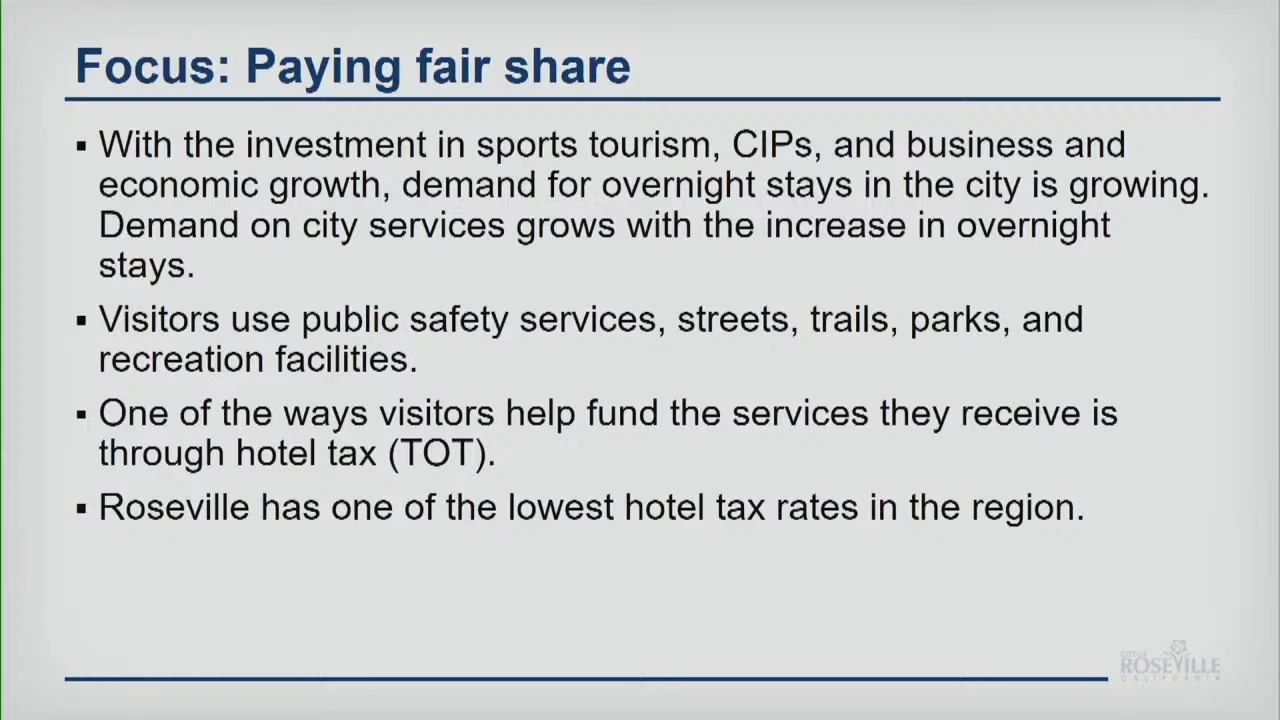 Focus: Paying fair share
▪ With the investment in sports tourism, CIPs, and business and
economic growth, demand for overnight stays in the city is growing.
Demand on city services grows with the increase in overnight
stays.
▪ Visitors use public safety services, streets, trails, parks, and
recreation facilities.
▪ One of the ways visitors help fund the services they receive is
through hotel tax (TOT).
▪ Roseville has one of the lowest hotel tax rates in the region.
CITY OF
ROSEVILLE
CALIFORNIA